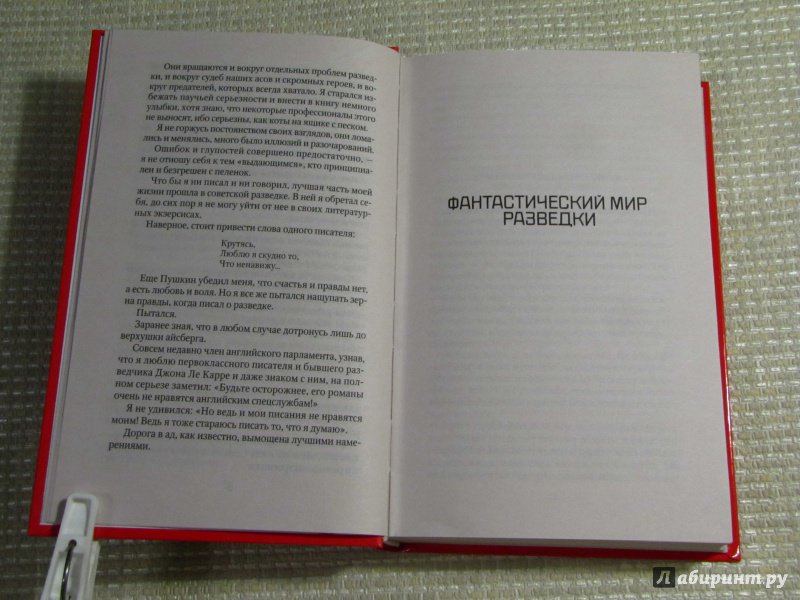 Они вращаются и вокруг отдельных проблем развед-
ки, и вокруг судеб наших асов и скромных героев, и во-
круг предателей, которых всегда хватало. Я старался из-
бежать паучьей серьезности и внести в книгу немного
улыбки, хотя знаю, что некоторые профессионалы этого
не выносят, ибо серьезны, как коты на ящике с песком.
Я не горжусь постоянством своих взглядов, они лома-
лись и менялись, много было иллюзий и разочарований.
Ошибок и глупостей совершено предостаточно, —
я не отношу себя к тем «выдающимся», кто принципиа-
лен и безгрешен с пеленок.
Что бы я ни писал и ни говорил, лучшая часть моей
жизни прошла в советской разведке. В ней я обретал се-
бя, до сих пор я не могу уйти от нее в своих литератур-
ных экзерсисах.
Наверное, стоит привести слова одного писателя:
Крутясь,
Люблю я скудно то,
Что ненавижу...
Еще Пушкин убедил меня, что счастья и правды нет,
а есть любовь и воля. Но я все же пытался нащупать зер-
на правды, когда писал о разведке.
Пытался.
Заранее зная, что в любом случае дотронусь лишь до
верхушки айсберга.
Совсем недавно член английского парламента, узнав,
что я люблю первоклассного писателя и бывшего раз-
ведчика Джона Ле Карре и даже знаком с ним, на пол-
ном серьезе заметил: «Будьте осторожнее, его романы
очень не нравятся английским спецслужбам!»
Я не удивился: «Но ведь и мои писания не нравятся
моим! Ведь я тоже стараюсь писать то, что я думаю».
Дорога в ад, как известно, вымощена лучшими наме-
рениями.
ФАНТАСТИЧЕСКИЙ МИР
РАЗВЕДКИ
Лабиринт.ру